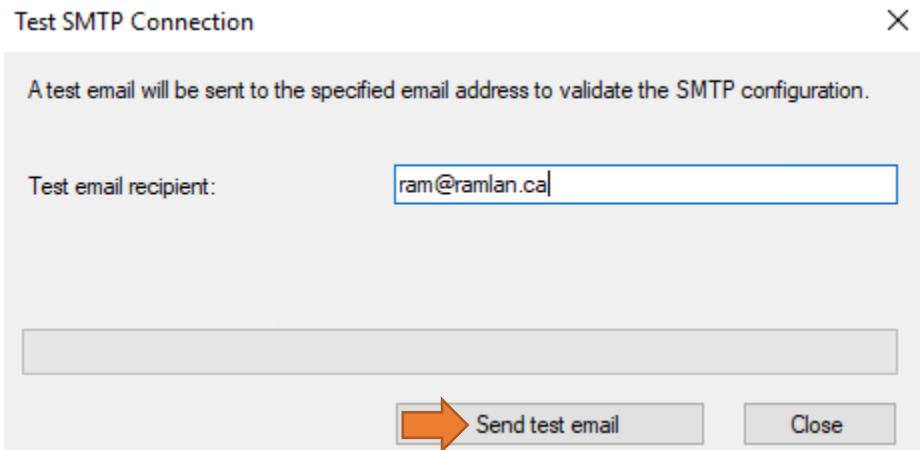 Test SMTP Connection
A test email will be sent to the specified email address to validate the SMTP configuration.
Test email recipient: ram@ramlan.ca
Send test email Close